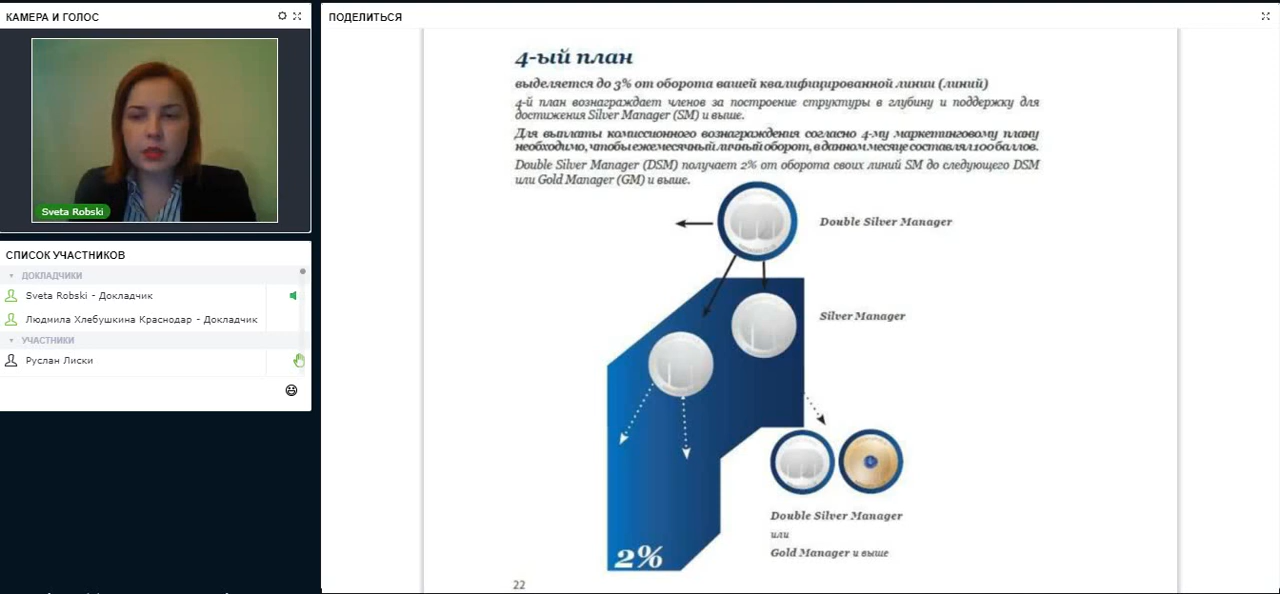 КАМЕРА И ГОЛОС
Sveta Robski
СПИСОК УЧАСТНИКОВ
ДОКЛАДЧИКИ
Sveta Robski - Докладчик
Людмила Хлебушкина Краснодар - Докладчик
УЧАСТНИКИ
Руслан Лиски
ПОДЕЛИТЬСЯ
4-ый план
выделяется до 3% от оборота вашей квалифицированной линии (линий)
4-й план вознаграждает членов за построение структуры в глубину и поддержку для
достижения Silver Manager (SM) и выше.
Для выплаты комиссионного вознаграждения согласно 4-му маркетинговому плану
необходимо, чтобы ежемесячный личный оборот, в данном месяце составлял 100 баллов.
Double Silver Manager (DSM) получает 2% от оборота своих линий SM до следующего DSM
или Gold Manager (GM) и выше.
Double Silver Manager
Silver Manager
Double Silver Manager
или
Gold Manager и выше
2%
22